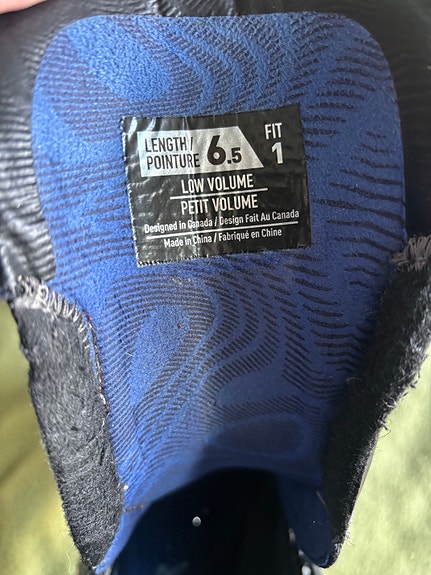 LENGTH / 6.5 FIT
POINTURE 1
LOW VOLUME
PETIT VOLUME
Designed in Canada / Design Fait Au Canada
Made in China / Fabriqué en Chine